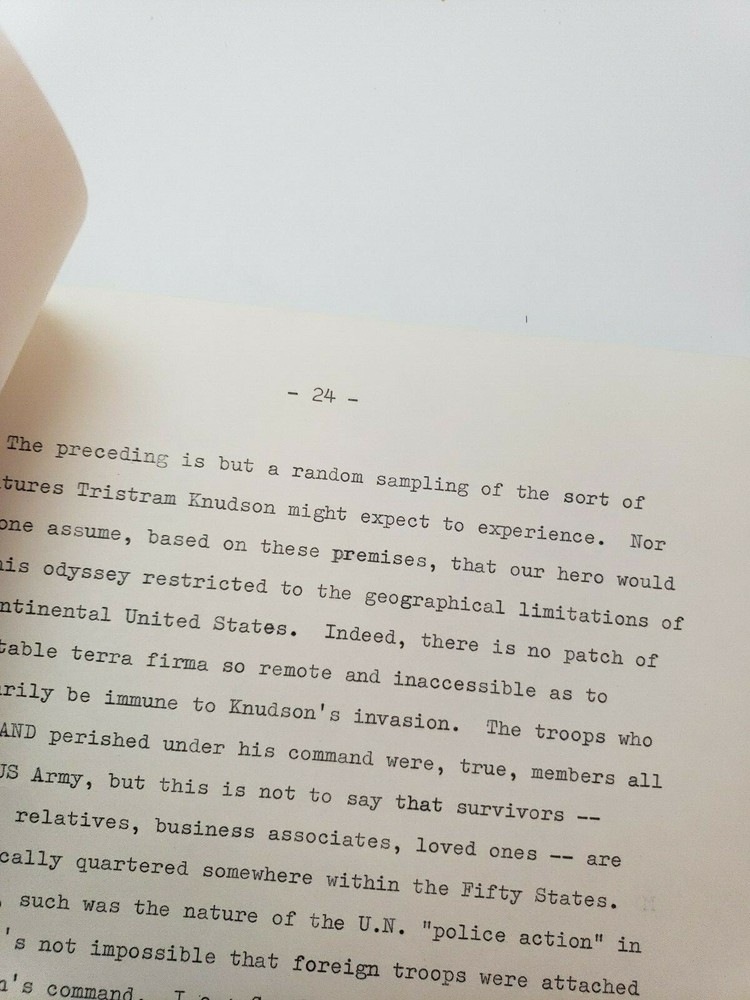 - 24 -
The preceding is but a random sampling of the sort of
tures Tristram Knudson might expect to experience. Nor
one assume, based on these premises, that our hero would
his odyssey restricted to the geographical limitations of
ntinental United States. Indeed, there is no patch of
table terra firma so remote and inaccessible as to
arily be immune to Knudson's invasion. The troops who
AND perished under his command were, true, members all
US Army, but this is not to say that survivors --
relatives, business associates, loved ones -- are
cally quartered somewhere within the Fifty States.
, such was the nature of the U.N. "police action" in
's not impossible that foreign troops were attached
n's command.